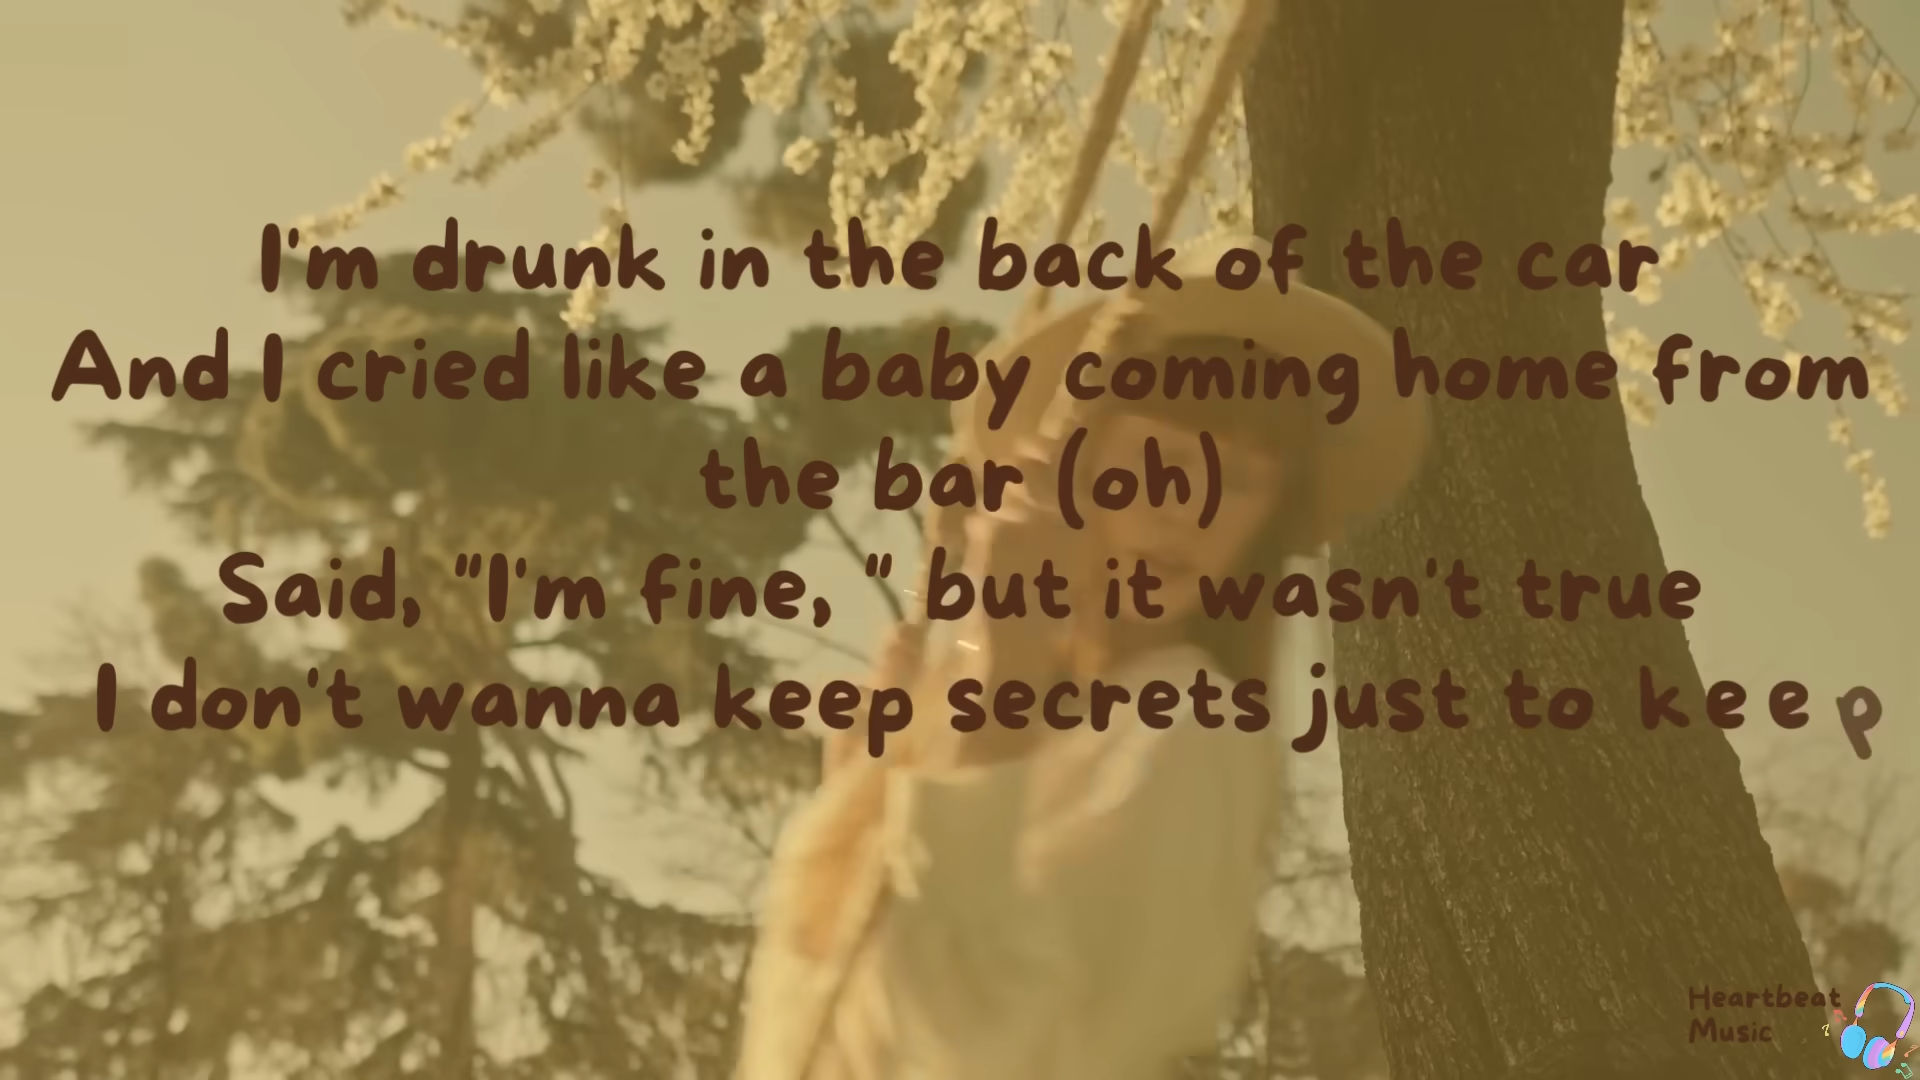 I'm drunk in the back of the car
And I cried like a baby coming home from
the bar (oh)
Said, "I'm fine, " but it wasn't true
I don't wanna keep secrets just to keep
Heartbeat
Music